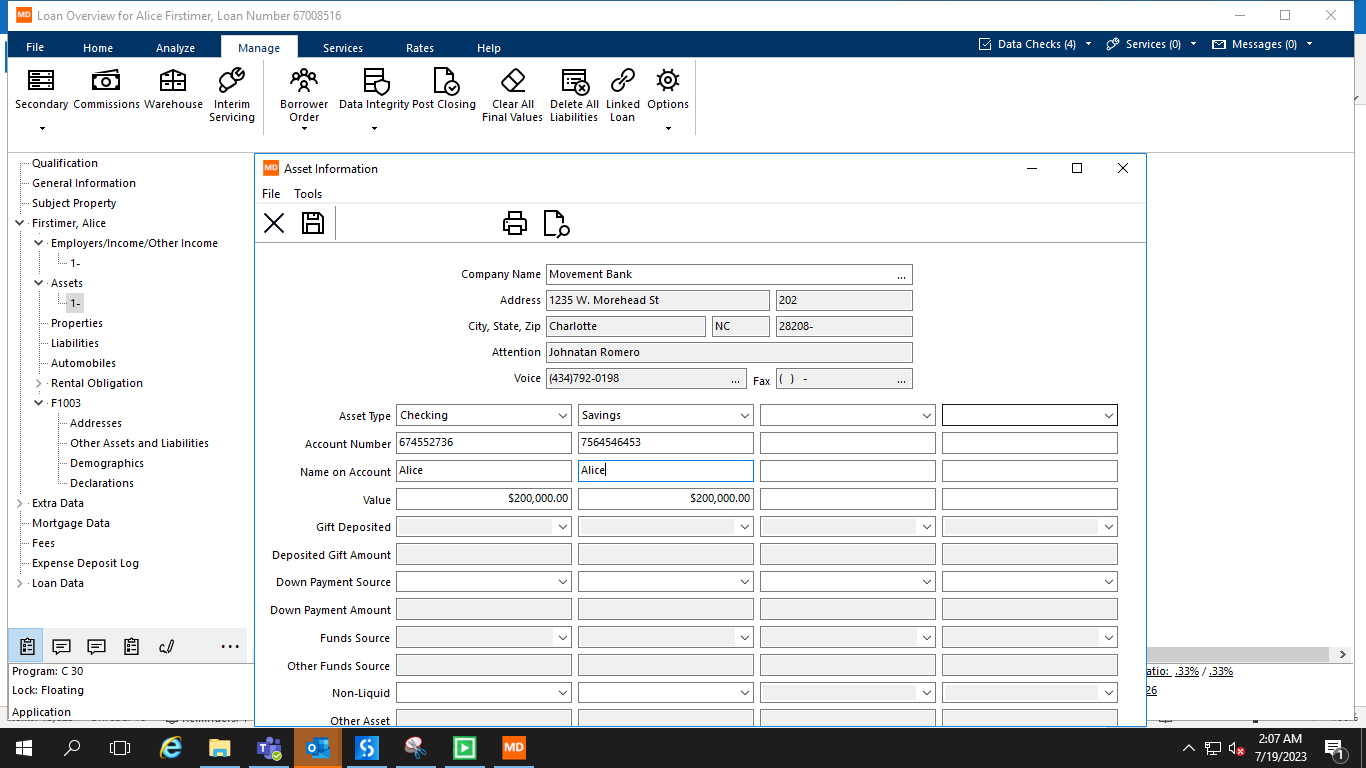 MD Loan Overview for Alice Firstimer, Loan Number 67008516
File Home Analyze Manage Services Rates Help Data Checks (4) Services (0) Messages (0)
Secondary Commissions Warehouse Interim Servicing Borrower Order Data Integrity Post Closing Clear All Final Values Delete All Liabilities Linked Loan Options
Qualification
General Information
Subject Property
Firstimer, Alice
Employers/Income/Other Income
1-
Assets
1-
Properties
Liabilities
Automobiles
Rental Obligation
F1003
Addresses
Other Assets and Liabilities
Demographics
Declarations
Extra Data
Mortgage Data
Fees
Expense Deposit Log
Loan Data
Program: C 30
Lock: Floating
Application
MD Asset Information
File Tools
Company Name Movement Bank ...
Address 1235 W. Morehead St 202
City, State, Zip Charlotte NC 28208-
Attention Johnatan Romero
Voice (434)792-0198 ... Fax ( ) - ...
Asset Type Checking Savings
Account Number 674552736 7564546453
Name on Account Alice Alice
Value $200,000.00 $200,000.00
Gift Deposited
Deposited Gift Amount
Down Payment Source
Down Payment Amount
Funds Source
Other Funds Source
Non-Liquid
Other Asset
atio: .33% / .33%
26
MD
2:07 AM
7/19/2023
1